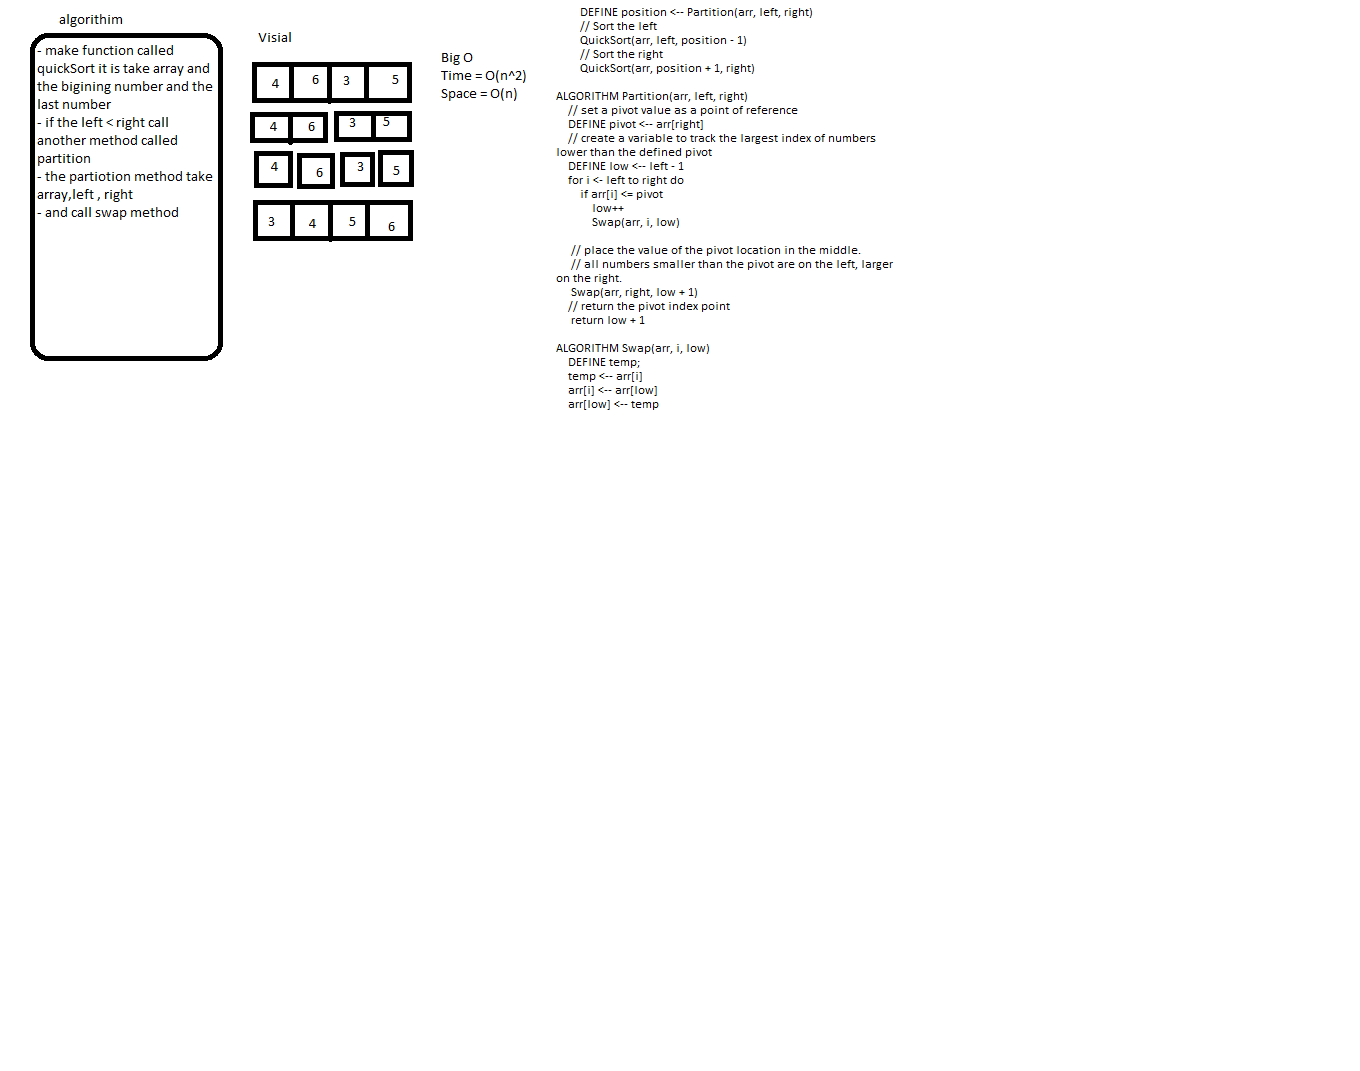 algorithim
- make function called
quickSort it is take array and
the bigining number and the
last number
- if the left < right call
another method called
partition
- the partiotion method take
array,left , right
- and call swap method
Visial
4 6 3 5
4 6 3 5
4 6 3 5
3 4 5 6
Big O
Time = O(n^2)
Space = O(n)
DEFINE position <-- Partition(arr, left, right)
// Sort the left
QuickSort(arr, left, position - 1)
// Sort the right
QuickSort(arr, position + 1, right)
ALGORITHM Partition(arr, left, right)
// set a pivot value as a point of reference
DEFINE pivot <-- arr[right]
// create a variable to track the largest index of numbers
lower than the defined pivot
DEFINE low <-- left - 1
for i <- left to right do
if arr[i] <= pivot
low++
Swap(arr, i, low)
// place the value of the pivot location in the middle.
// all numbers smaller than the pivot are on the left, larger
on the right.
Swap(arr, right, low + 1)
// return the pivot index point
return low + 1
ALGORITHM Swap(arr, i, low)
DEFINE temp;
temp <-- arr[i]
arr[i] <-- arr[low]
arr[low] <-- temp